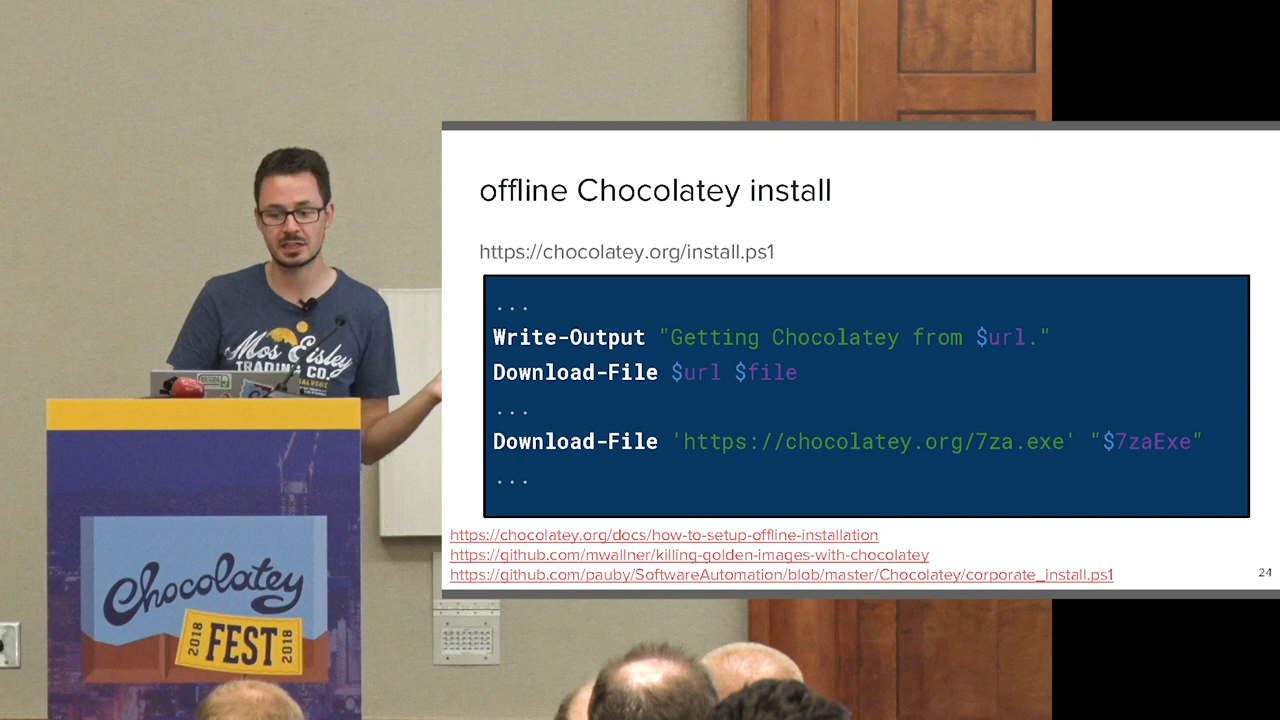 offline Chocolatey install
https://chocolatey.org/install.ps1
...
Write-Output "Getting Chocolatey from $url."
Download-File $url $file
...
Download-File 'https://chocolatey.org/7za.exe' "$7zaExe"
...
https://chocolatey.org/docs/how-to-setup-offline-installation
https://github.com/mwallner/killing-golden-images-with-chocolatey
https://github.com/pauby/SoftwareAutomation/blob/master/Chocolatey/corporate_install.ps1
24
Mos Eisley
TRADING CO.
SALVAGE
Chocolatey
2018 FEST 2018